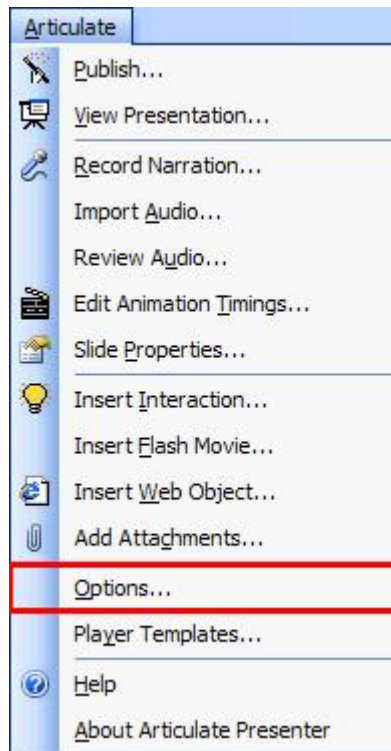 Articulate
Publish...
View Presentation...
Record Narration...
Import Audio...
Review Audio...
Edit Animation Timings...
Slide Properties...
Insert Interaction...
Insert Flash Movie...
Insert Web Object...
Add Attachments...
Options...
Player Templates...
Help
About Articulate Presenter